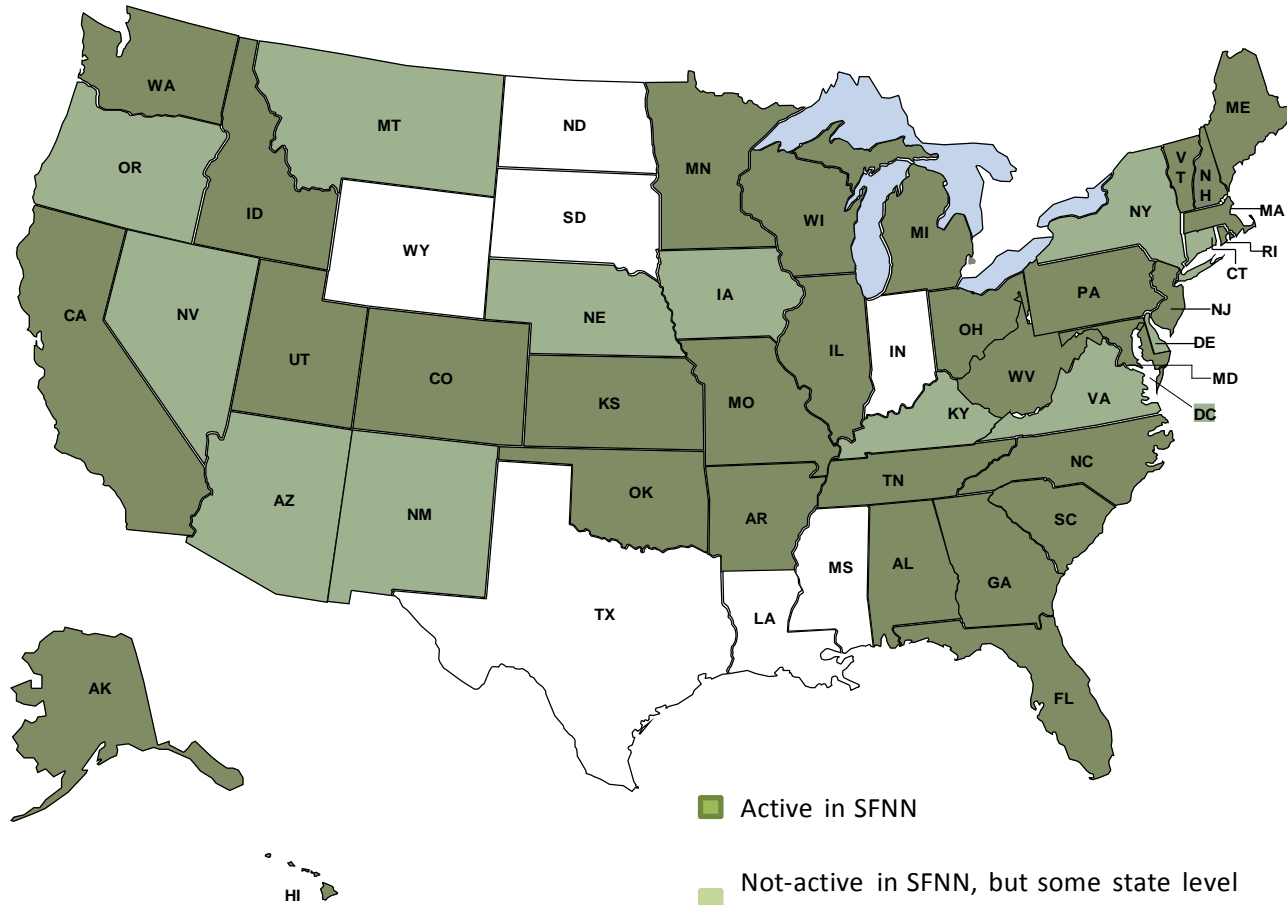 WA
MT
ND
MN
ME
OR
ID
SD
WI
MI
NY
V
T
N
H
MA
RI
CT
WY
IA
NE
PA
NJ
CA
NV
UT
CO
IL
IN
OH
DE
WV
MD
KS
MO
KY
VA
DC
AZ
NM
OK
AR
TN
NC
SC
MS
AL
GA
TX
LA
AK
FL
HI
Active in SFNN
Not-active in SFNN, but some state level